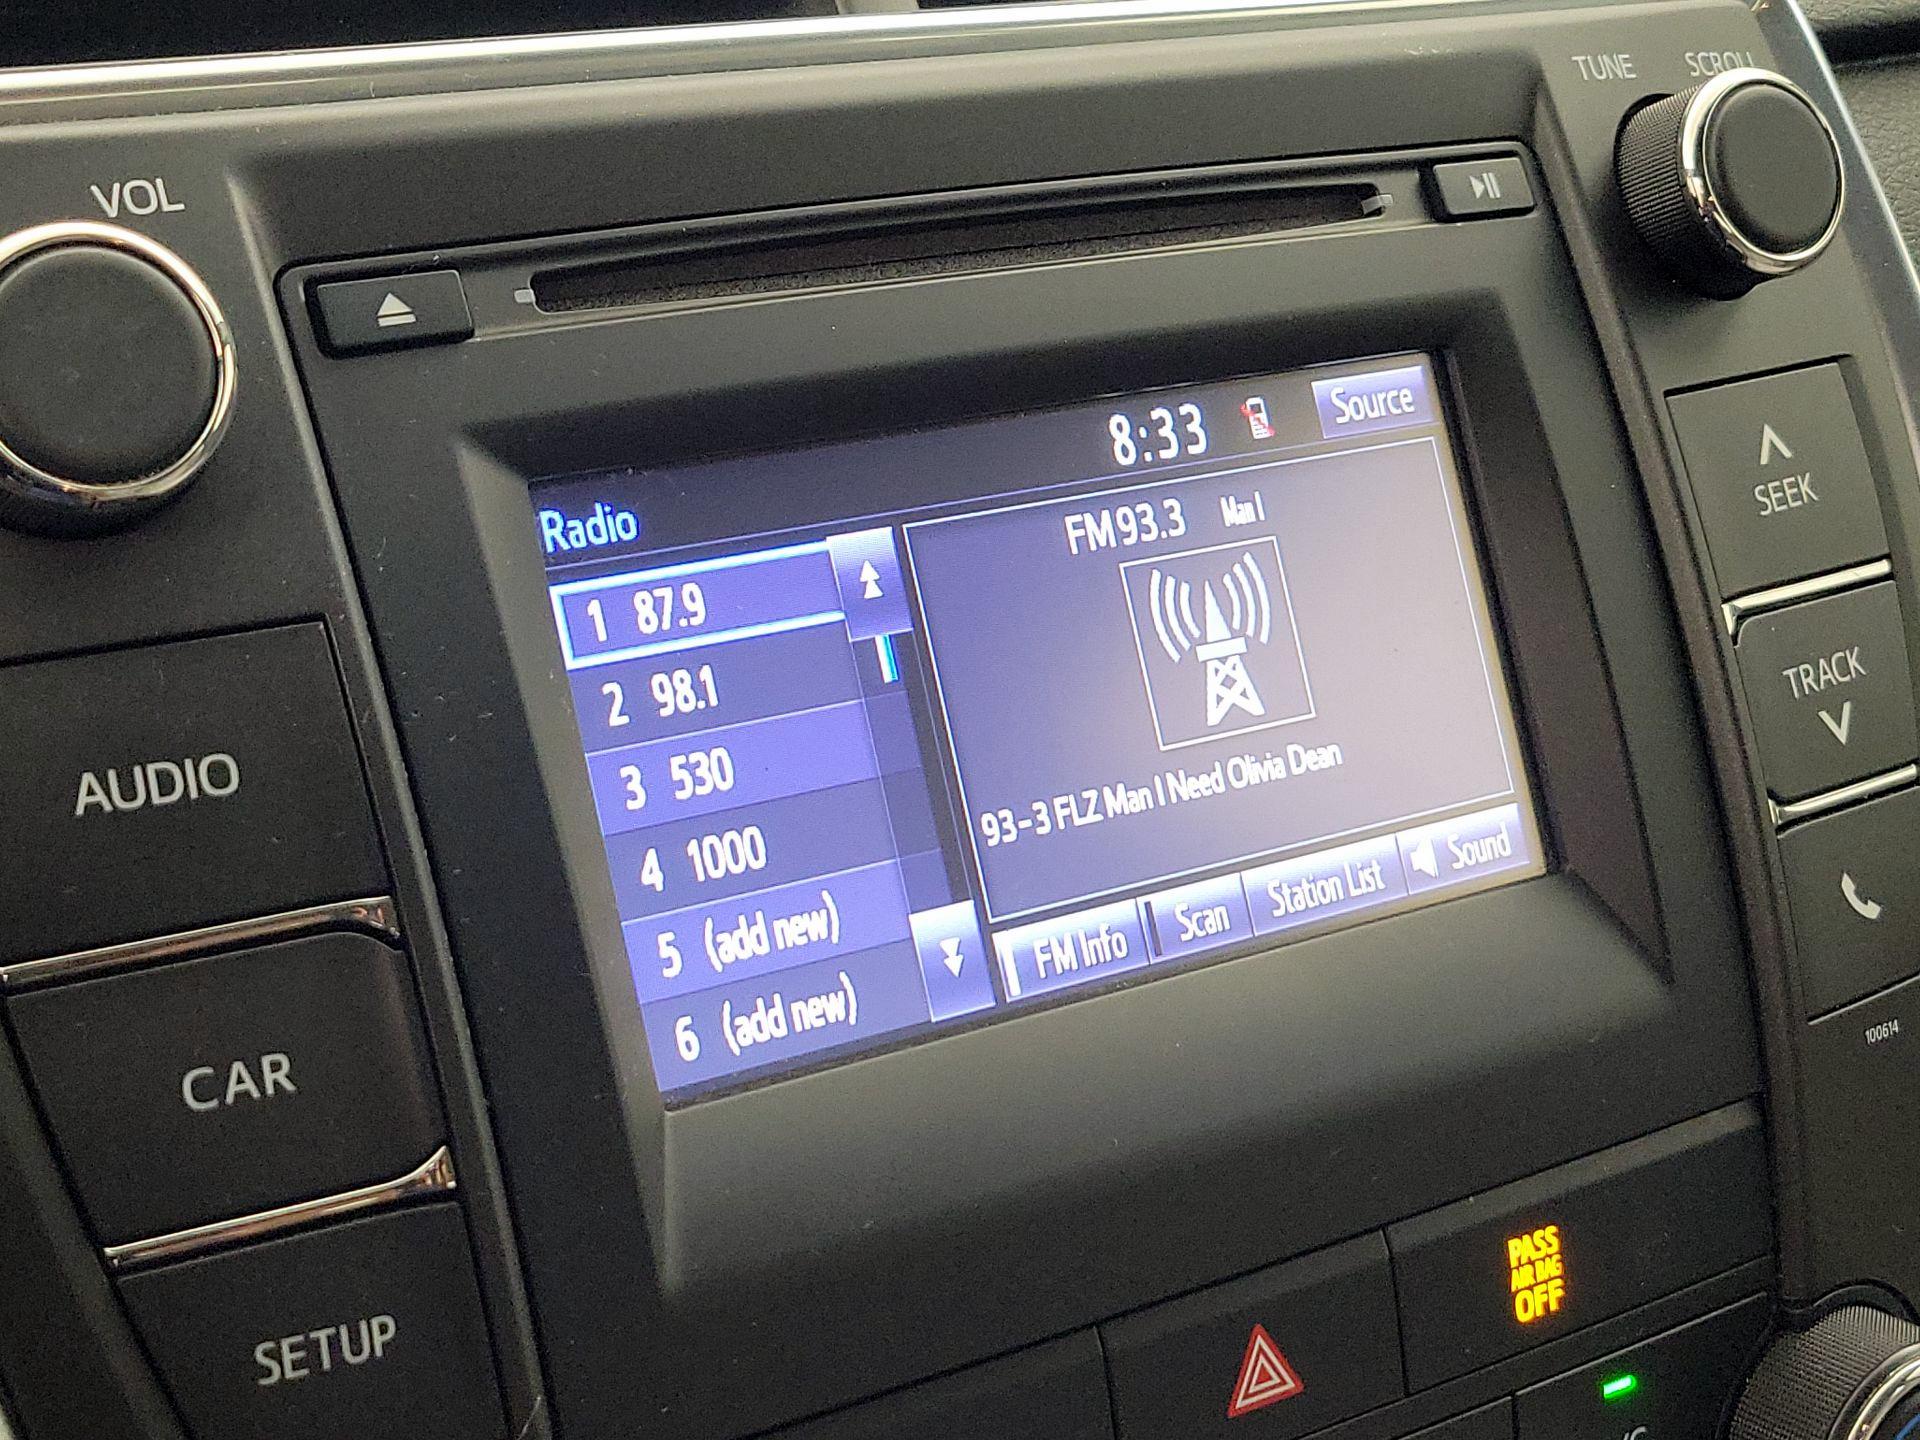 TUNE SCROLL
VOL
8:33 Source
Radio
FM93.3 Man I
1 87.9
2 98.1
3 530
4 1000
5 (add new)
6 (add new)
93-3 FLZ Man I Need Olivia Dean
FM Info Scan Station List Sound
SEEK
TRACK
100614
AUDIO
CAR
SETUP
PASS
AIR BAG
OFF